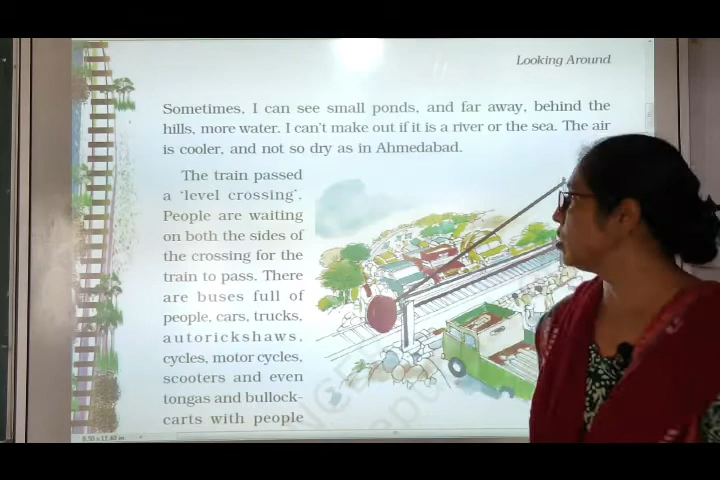 Looking Around
Sometimes, I can see small ponds, and far away, behind the
hills, more water. I can't make out if it is a river or the sea. The air
is cooler, and not so dry as in Ahmedabad.
The train passed
a 'level crossing'.
People are waiting
on both the sides of
the crossing for the
train to pass. There
are buses full of
people, cars, trucks,
autorickshaws,
cycles, motor cycles,
scooters and even
tongas and bullock-
carts with people